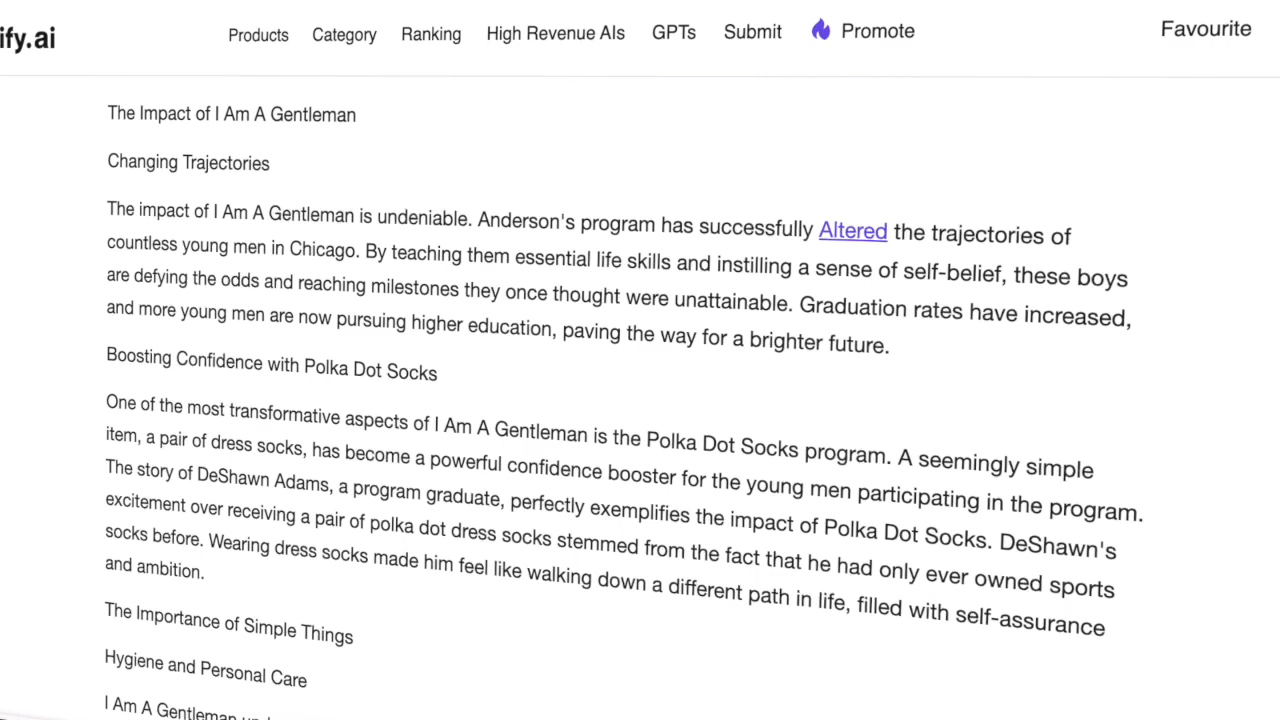 ify.ai
Products Category Ranking High Revenue AIs GPTs Submit Promote Favourite
The Impact of I Am A Gentleman
Changing Trajectories
The impact of I Am A Gentleman is undeniable. Anderson's program has successfully Altered the trajectories of
countless young men in Chicago. By teaching them essential life skills and instilling a sense of self-belief, these boys
are defying the odds and reaching milestones they once thought were unattainable. Graduation rates have increased,
and more young men are now pursuing higher education, paving the way for a brighter future.
Boosting Confidence with Polka Dot Socks
One of the most transformative aspects of I Am A Gentleman is the Polka Dot Socks program. A seemingly simple
item, a pair of dress socks, has become a powerful confidence booster for the young men participating in the program.
The story of DeShawn Adams, a program graduate, perfectly exemplifies the impact of Polka Dot Socks. DeShawn's
excitement over receiving a pair of polka dot dress socks stemmed from the fact that he had only ever owned sports
socks before. Wearing dress socks made him feel like walking down a different path in life, filled with self-assurance
and ambition.
The Importance of Simple Things
Hygiene and Personal Care
I Am A Gentleman